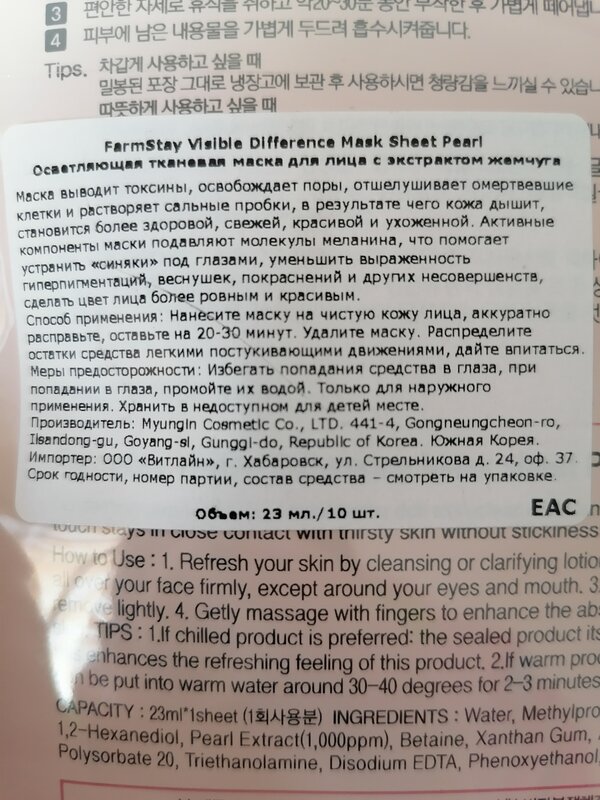 3 편안한 자세로 휴식을 취하고 약20~30분 동안 부착한 후 가볍게 떼어냅니
4 피부에 남은 내용물을 가볍게 두드려 흡수시켜줍니다.
Tips. 차갑게 사용하고 싶을 때
밀봉된 포장 그대로 냉장고에 보관 후 사용하시면 청량감을 느끼실 수 있습니
따뜻하게 사용하고 싶을 때
FarmStay Visible Difference Mask Sheet Pearl
Осветляющая тканевая маска для лица с экстрактом жемчуга
Маска выводит токсины, освобождает поры, отшелушивает омертвевшие
клетки и растворяет сальные пробки, в результате чего кожа дышит,
становится более здоровой, свежей, красивой и ухоженной. Активные
компоненты маски подавляют молекулы меланина, что помогает
устранить «синяки» под глазами, уменьшить выраженность
гиперпигментаций, веснушек, покраснений и других несовершенств,
сделать цвет лица более ровным и красивым.
Способ применения: Нанесите маску на чистую кожу лица, аккуратно
расправьте, оставьте на 20-30 минут. Удалите маску. Распределите
остатки средства легкими постукивающими движениями, дайте впитаться.
Меры предосторожности: Избегать попадания средства в глаза, при
попадании в глаза, промойте их водой. Только для наружного
применения. Хранить в недоступном для детей месте.
Производитель: Myungin Cosmetic Co., LTD. 441-4, Gongneungcheon-ro,
Ilsandong-gu, Goyang-si, Gunggi-do, Republic of Korea. Южная Корея.
Импортер: ООО «Витлайн», г. Хабаровск, ул. Стрельникова д. 24, оф. 37.
Срок годности, номер партии, состав средства – смотреть на упаковке.
Объем: 23 мл./10 шт. EAC
touch stays in close contact with thirsty skin without stickiness
How to Use : 1. Refresh your skin by cleansing or clarifying lotio
all over your face firmly, except around your eyes and mouth. 3.
remove lightly. 4. Getly massage with fingers to enhance the abs
TIPS : 1.If chilled product is preferred: the sealed product its
enhances the refreshing feeling of this product. 2.If warm proc
be put into warm water around 30-40 degrees for 2-3 minutes
CAPACITY : 23ml*1sheet (1회사용분) INGREDIENTS : Water, Methylpro
1,2-Hexanediol, Pearl Extract(1,000ppm), Betaine, Xanthan Gum,
Polysorbate 20, Triethanolamine, Disodium EDTA, Phenoxyethanol,